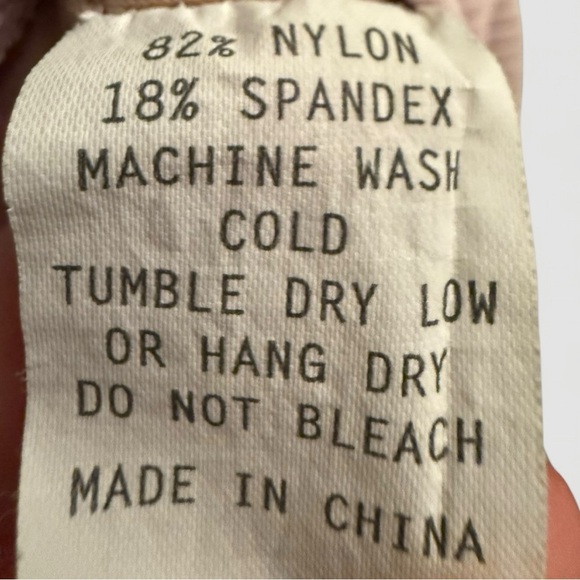 82% NYLON
18% SPANDEX
MACHINE WASH
COLD
TUMBLE DRY LOW
OR HANG DRY
DO NOT BLEACH
MADE IN CHINA